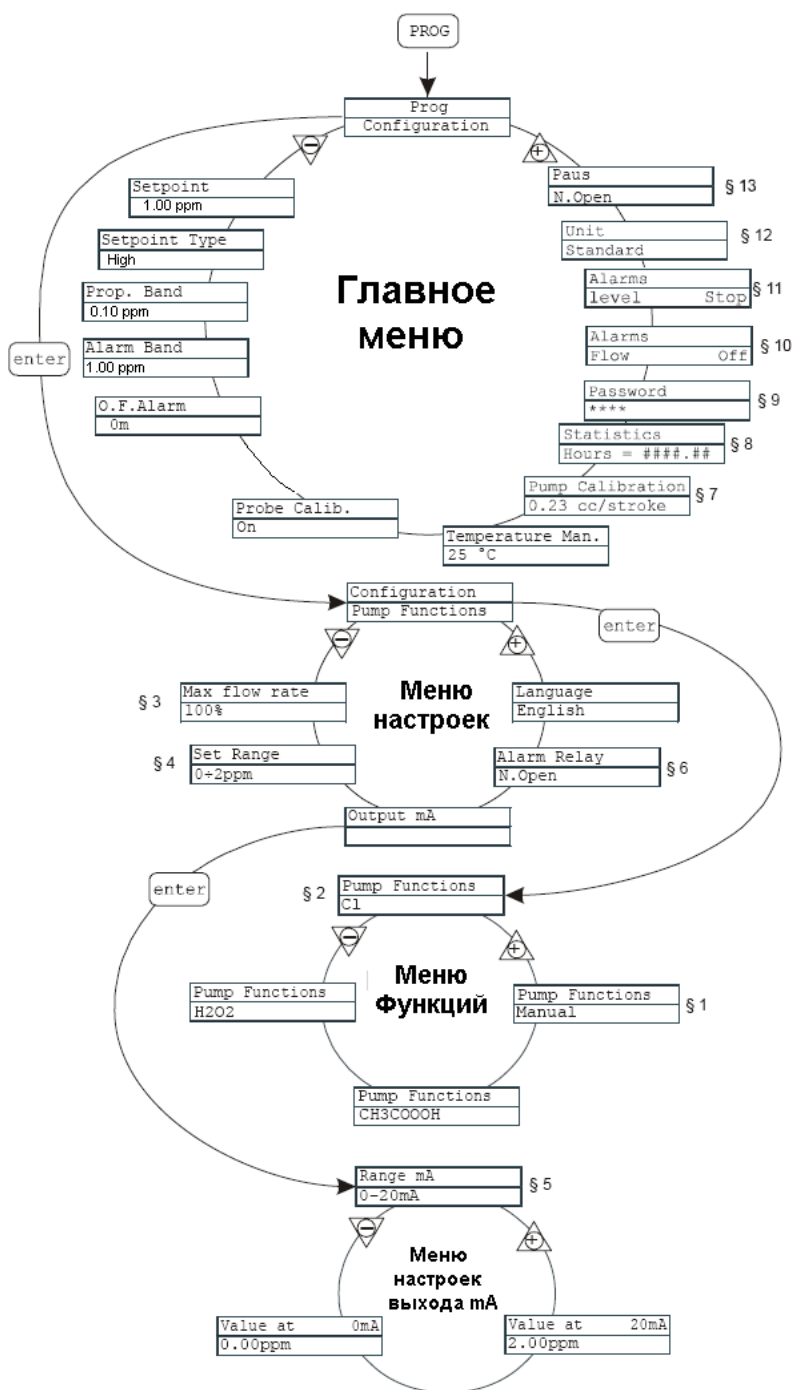 PROG
Prog
Configuration
Setpoint
1.00 ppm
Setpoint Type
High
Prop. Band
0.10 ppm
Alarm Band
1.00 ppm
O.F.Alarm
0m
Probe Calib.
On
enter
Главное
меню
Paus
N.Open
§ 13
Unit
Standard
§ 12
Alarms
level Stop
§ 11
Alarms
Flow Off
§ 10
Password
****
§ 9
Statistics
Hours = ####.##
§ 8
Pump Calibration
0.23 cc/stroke
§ 7
Temperature Man.
25 °C
Configuration
Pump Functions
enter
§ 3
Max flow rate
100%
§ 4
Set Range
0÷2ppm
Меню
настроек
Language
English
Alarm Relay
N.Open
§ 6
Output mA
enter
§ 2
Pump Functions
Cl
Pump Functions
H2O2
Меню
Функций
Pump Functions
Manual
§ 1
Pump Functions
CH3COOOH
Range mA
0-20mA
§ 5
Меню
настроек
выхода mA
Value at 0mA
0.00ppm
Value at 20mA
2.00ppm